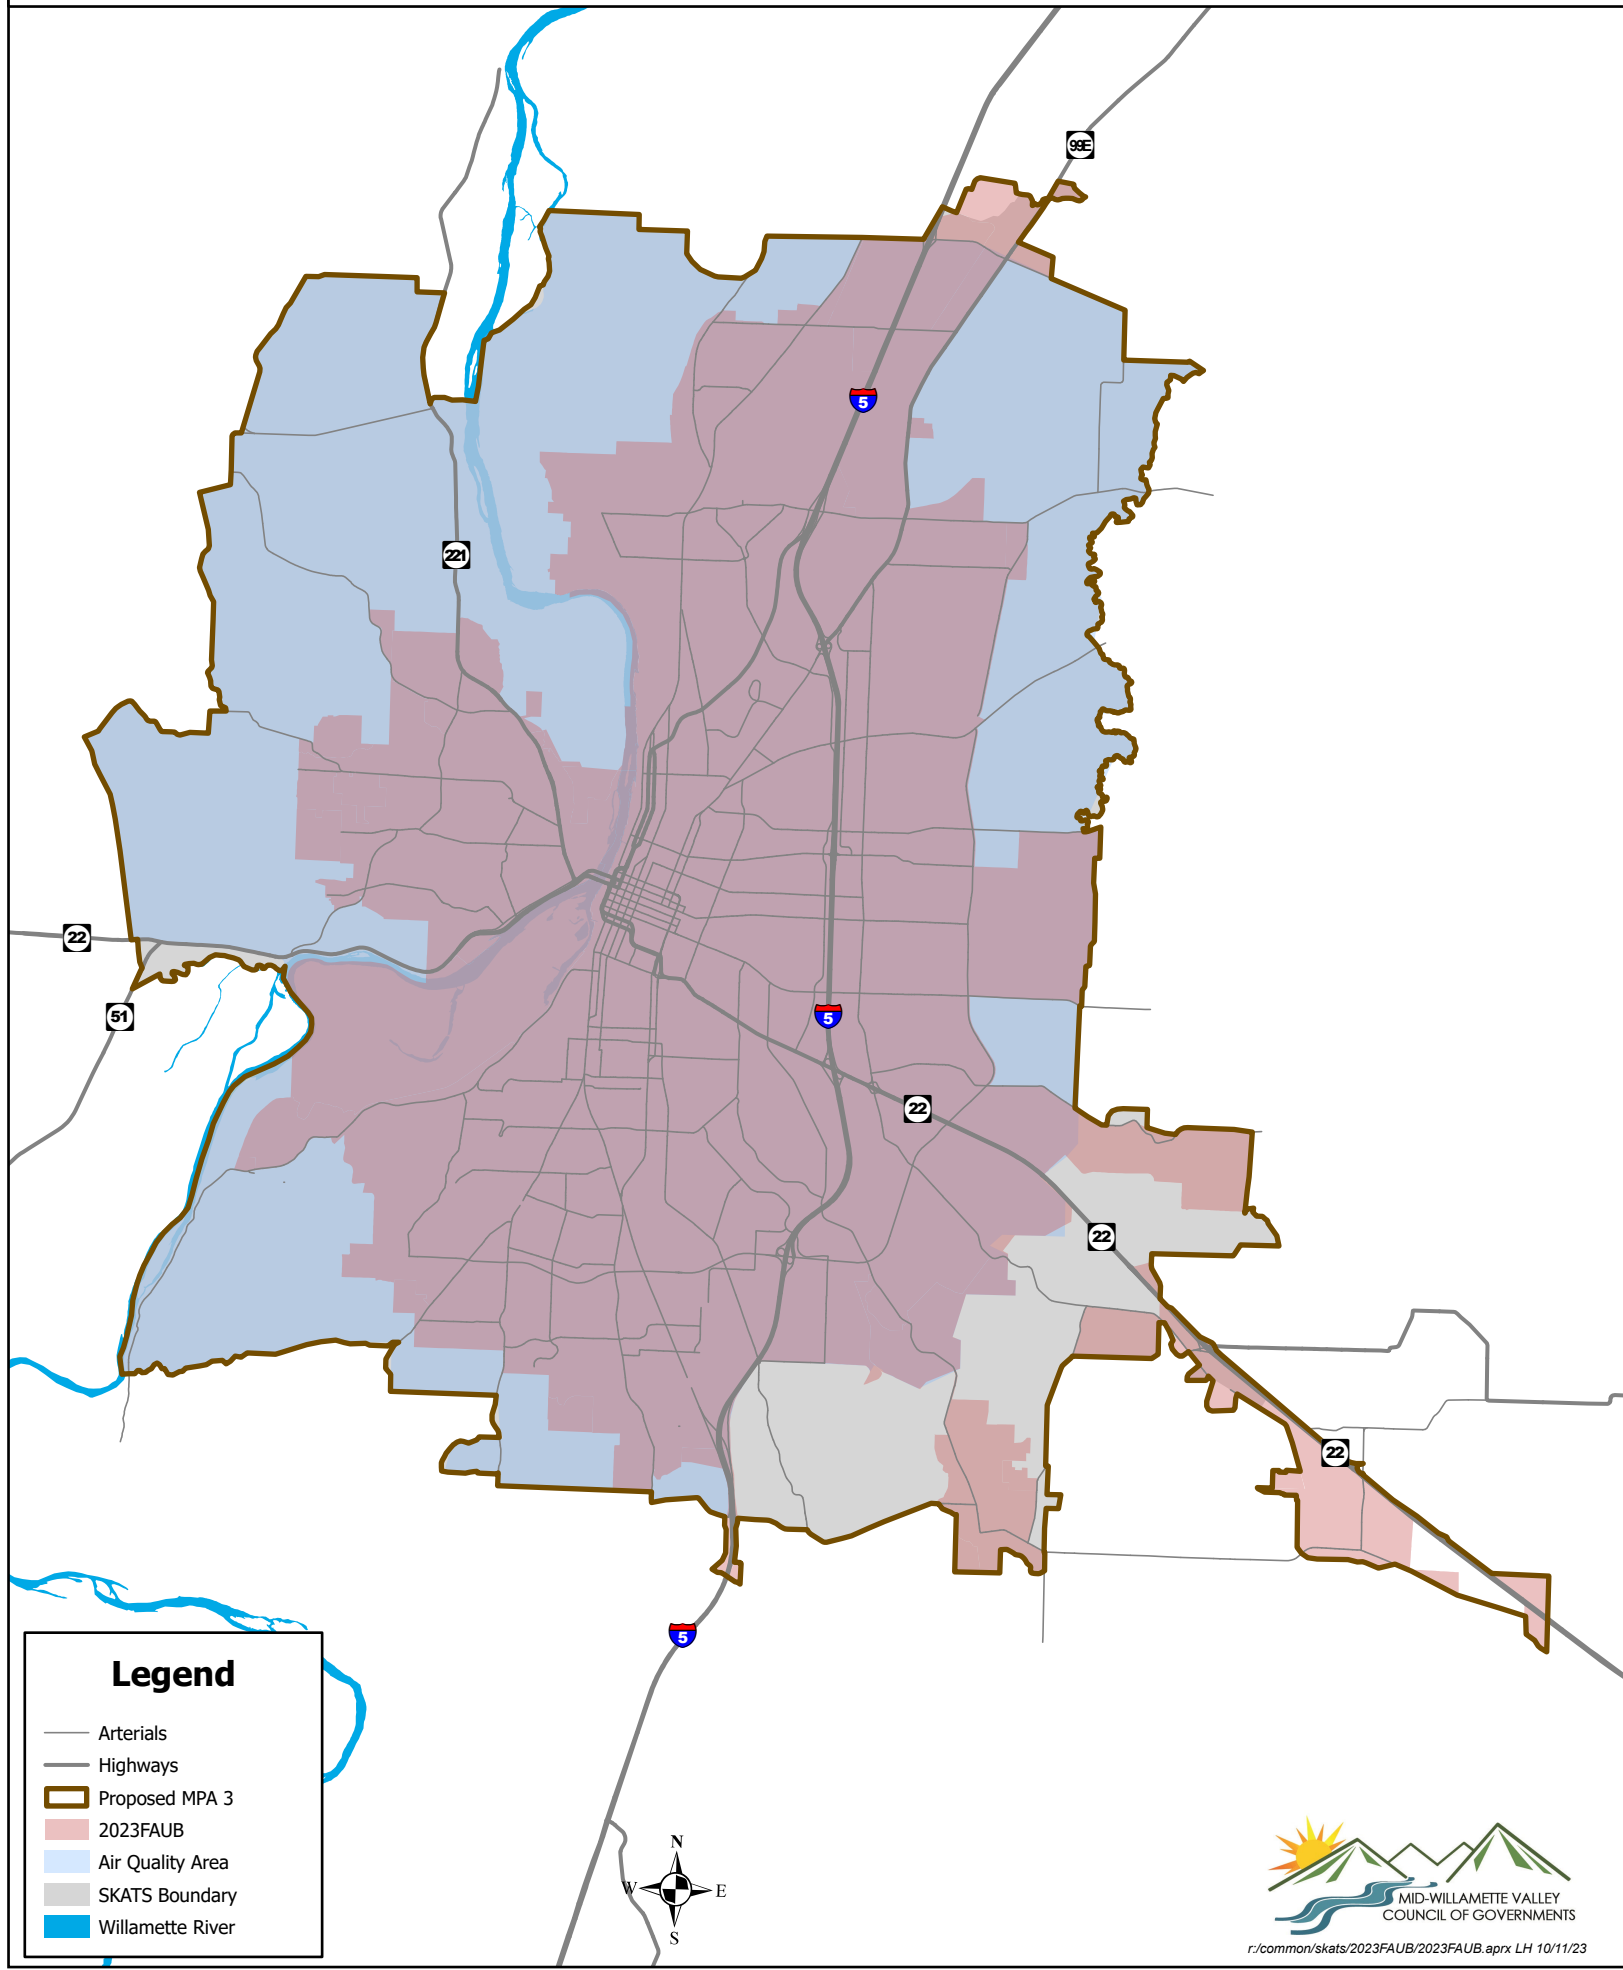 99E
5
221
22
51
5
22
22
22
5
Legend
Arterials
Highways
Proposed MPA 3
2023FAUB
Air Quality Area
SKATS Boundary
Willamette River
N
W E
S
MID-WILLAMETTE VALLEY
COUNCIL OF GOVERNMENTS
r:/common/skats/2023FAUB/2023FAUB.aprx LH 10/11/23